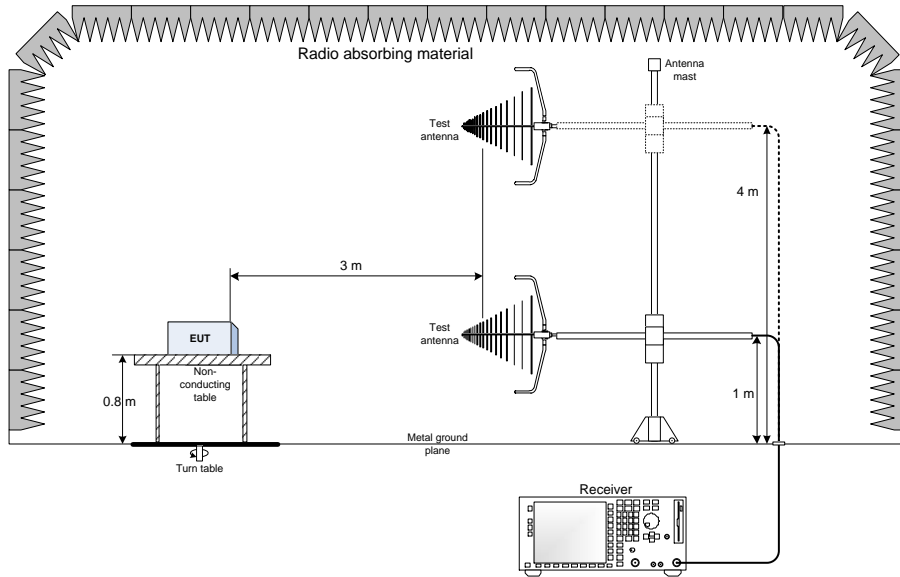 Radio absorbing material
Antenna
mast
Test
antenna
4 m
3 m
EUT
Test
antenna
Non-
conducting
table
0.8 m
1 m
Metal ground
plane
Turn table
Receiver